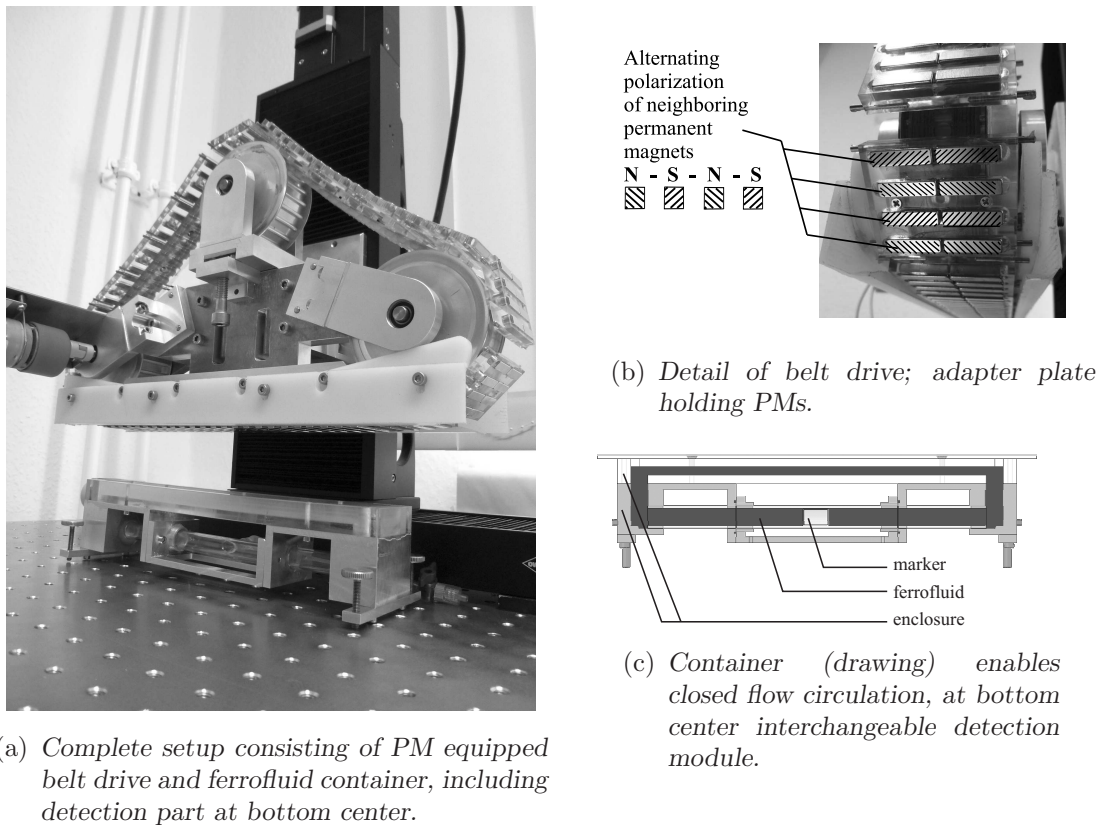 Alternating
polarization
of neighboring
permanent
magnets
N - S - N - S
(b) Detail of belt drive; adapter plate
holding PMs.
marker
ferrofluid
enclosure
(c) Container (drawing) enables
closed flow circulation, at bottom
center interchangeable detection
module.
a) Complete setup consisting of PM equipped
belt drive and ferrofluid container, including
detection part at bottom center.